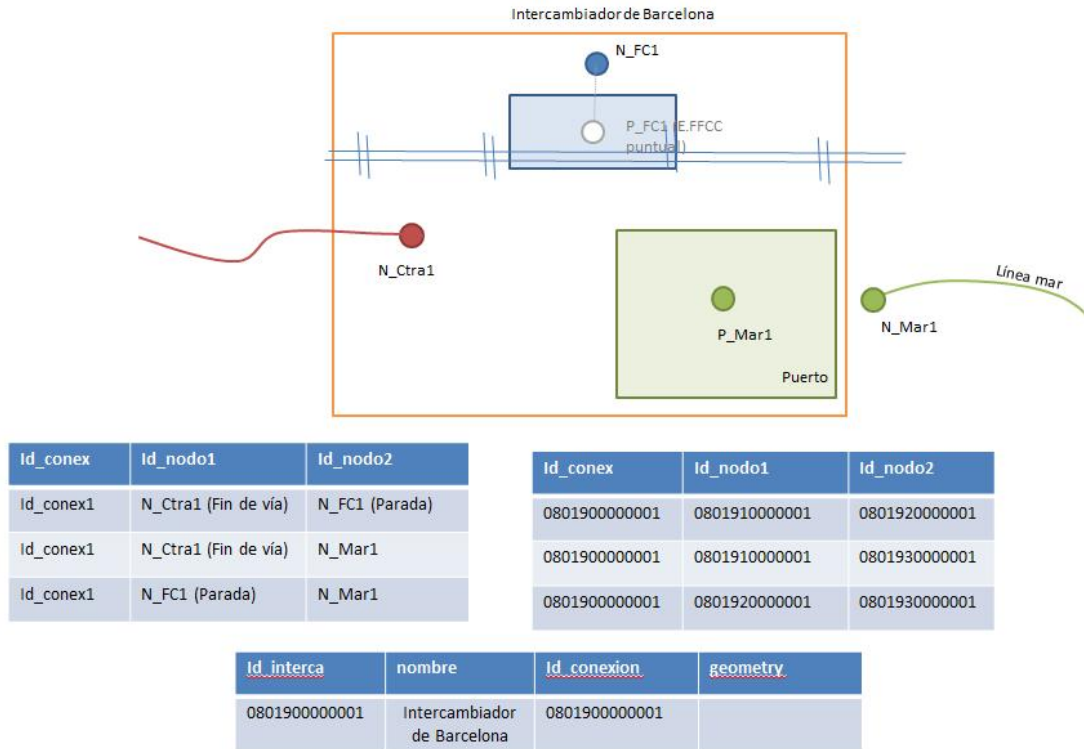 Intercambiador de Barcelona
N_FC1
P_FC1 (E.FFCC
puntual)
N_Ctra1
Línea mar
P_Mar1
N_Mar1
Puerto
Id_conex Id_nodo1 Id_nodo2
Id_conex1 N_Ctra1 (Fin de vía) N_FC1 (Parada)
Id_conex1 N_Ctra1 (Fin de vía) N_Mar1
Id_conex1 N_FC1 (Parada) N_Mar1
Id_conex Id_nodo1 Id_nodo2
0801900000001 0801910000001 0801920000001
0801900000001 0801910000001 0801930000001
0801900000001 0801920000001 0801930000001
Id_interca nombre Id_conexion geometry
0801900000001 Intercambiador 0801900000001
de Barcelona